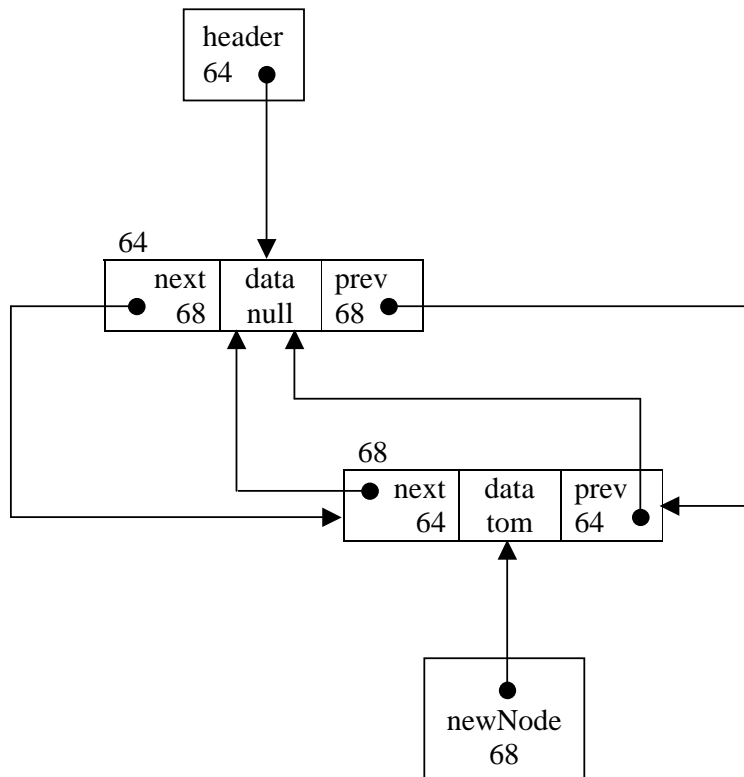 header
64
64
next data prev
68 null 68
68
next data prev
64 tom 64
newNode
68